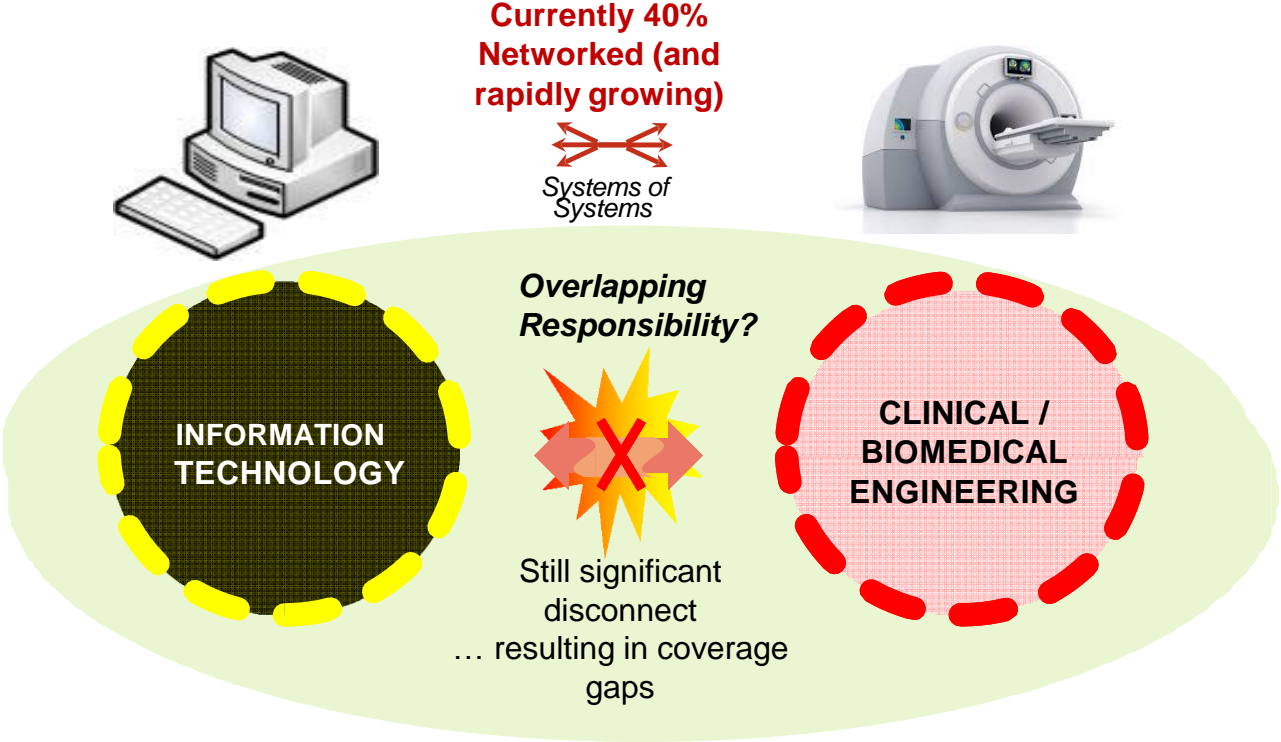 Currently 40%
Networked (and
rapidly growing)
Systems of
Systems
Overlapping
Responsibility?
INFORMATION
TECHNOLOGY
X
CLINICAL /
BIOMEDICAL
ENGINEERING
Still significant
disconnect
… resulting in coverage
gaps